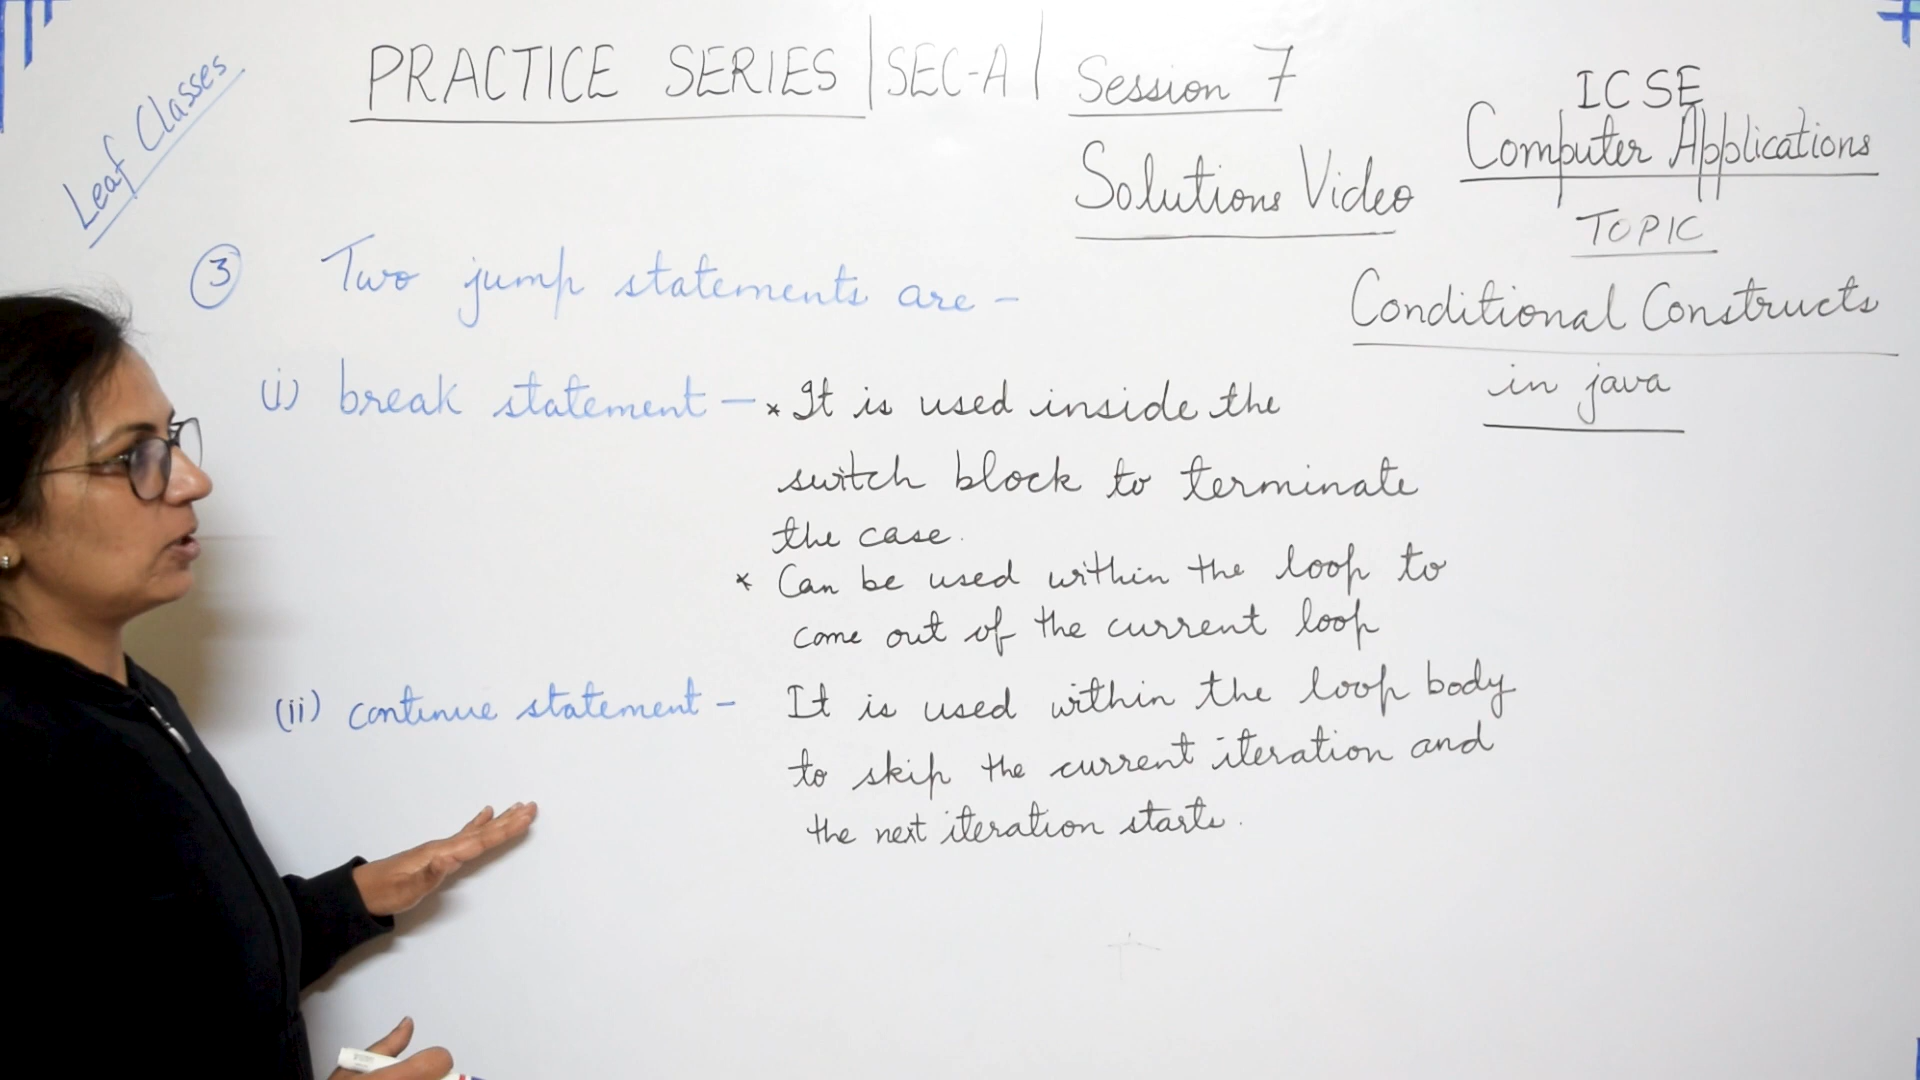 Leaf Classes
PRACTICE SERIES | SEC-A | Session 7
Solutions Video
ICSE
Computer Applications
TOPIC
Conditional Constructs
in java
3 Two jump statements are -
(i) break statement - * It is used inside the
switch block to terminate
the case.
* Can be used within the loop to
come out of the current loop
(ii) continue statement - It is used within the loop body
to skip the current iteration and
the next iteration starts.